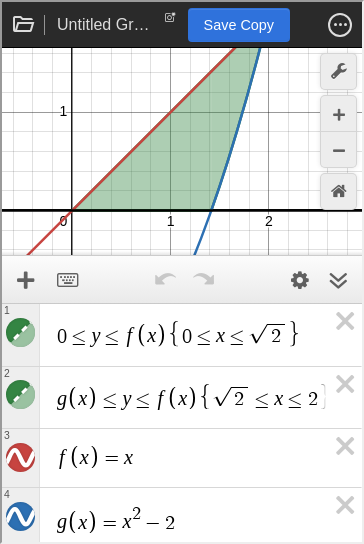 Untitled Gr...
Save Copy
1
0
1
2
1
0 ≤ y ≤ f(x){0 ≤ x ≤ √2}
2
g(x) ≤ y ≤ f(x){√2 ≤ x ≤ 2}
3
f(x) = x
4
g(x) = x² − 2